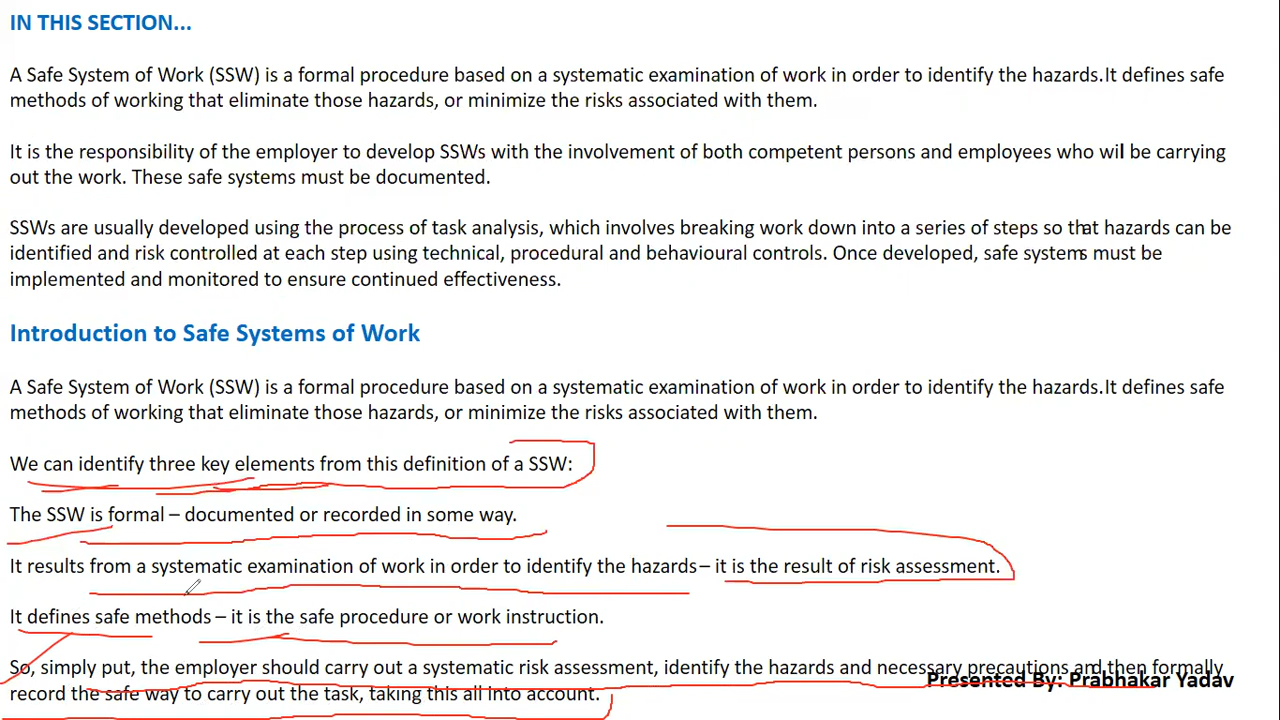 IN THIS SECTION...
A Safe System of Work (SSW) is a formal procedure based on a systematic examination of work in order to identify the hazards.It defines safe
methods of working that eliminate those hazards, or minimize the risks associated with them.
It is the responsibility of the employer to develop SSWs with the involvement of both competent persons and employees who wil be carrying
out the work. These safe systems must be documented.
SSWs are usually developed using the process of task analysis, which involves breaking work down into a series of steps so that hazards can be
identified and risk controlled at each step using technical, procedural and behavioural controls. Once developed, safe systems must be
implemented and monitored to ensure continued effectiveness.
Introduction to Safe Systems of Work
A Safe System of Work (SSW) is a formal procedure based on a systematic examination of work in order to identify the hazards.It defines safe
methods of working that eliminate those hazards, or minimize the risks associated with them.
We can identify three key elements from this definition of a SSW:
The SSW is formal – documented or recorded in some way.
It results from a systematic examination of work in order to identify the hazards – it is the result of risk assessment.
It defines safe methods – it is the safe procedure or work instruction.
So, simply put, the employer should carry out a systematic risk assessment, identify the hazards and necessary precautions and then formally
record the safe way to carry out the task, taking this all into account.
Presented By: Prabhakar Yadav